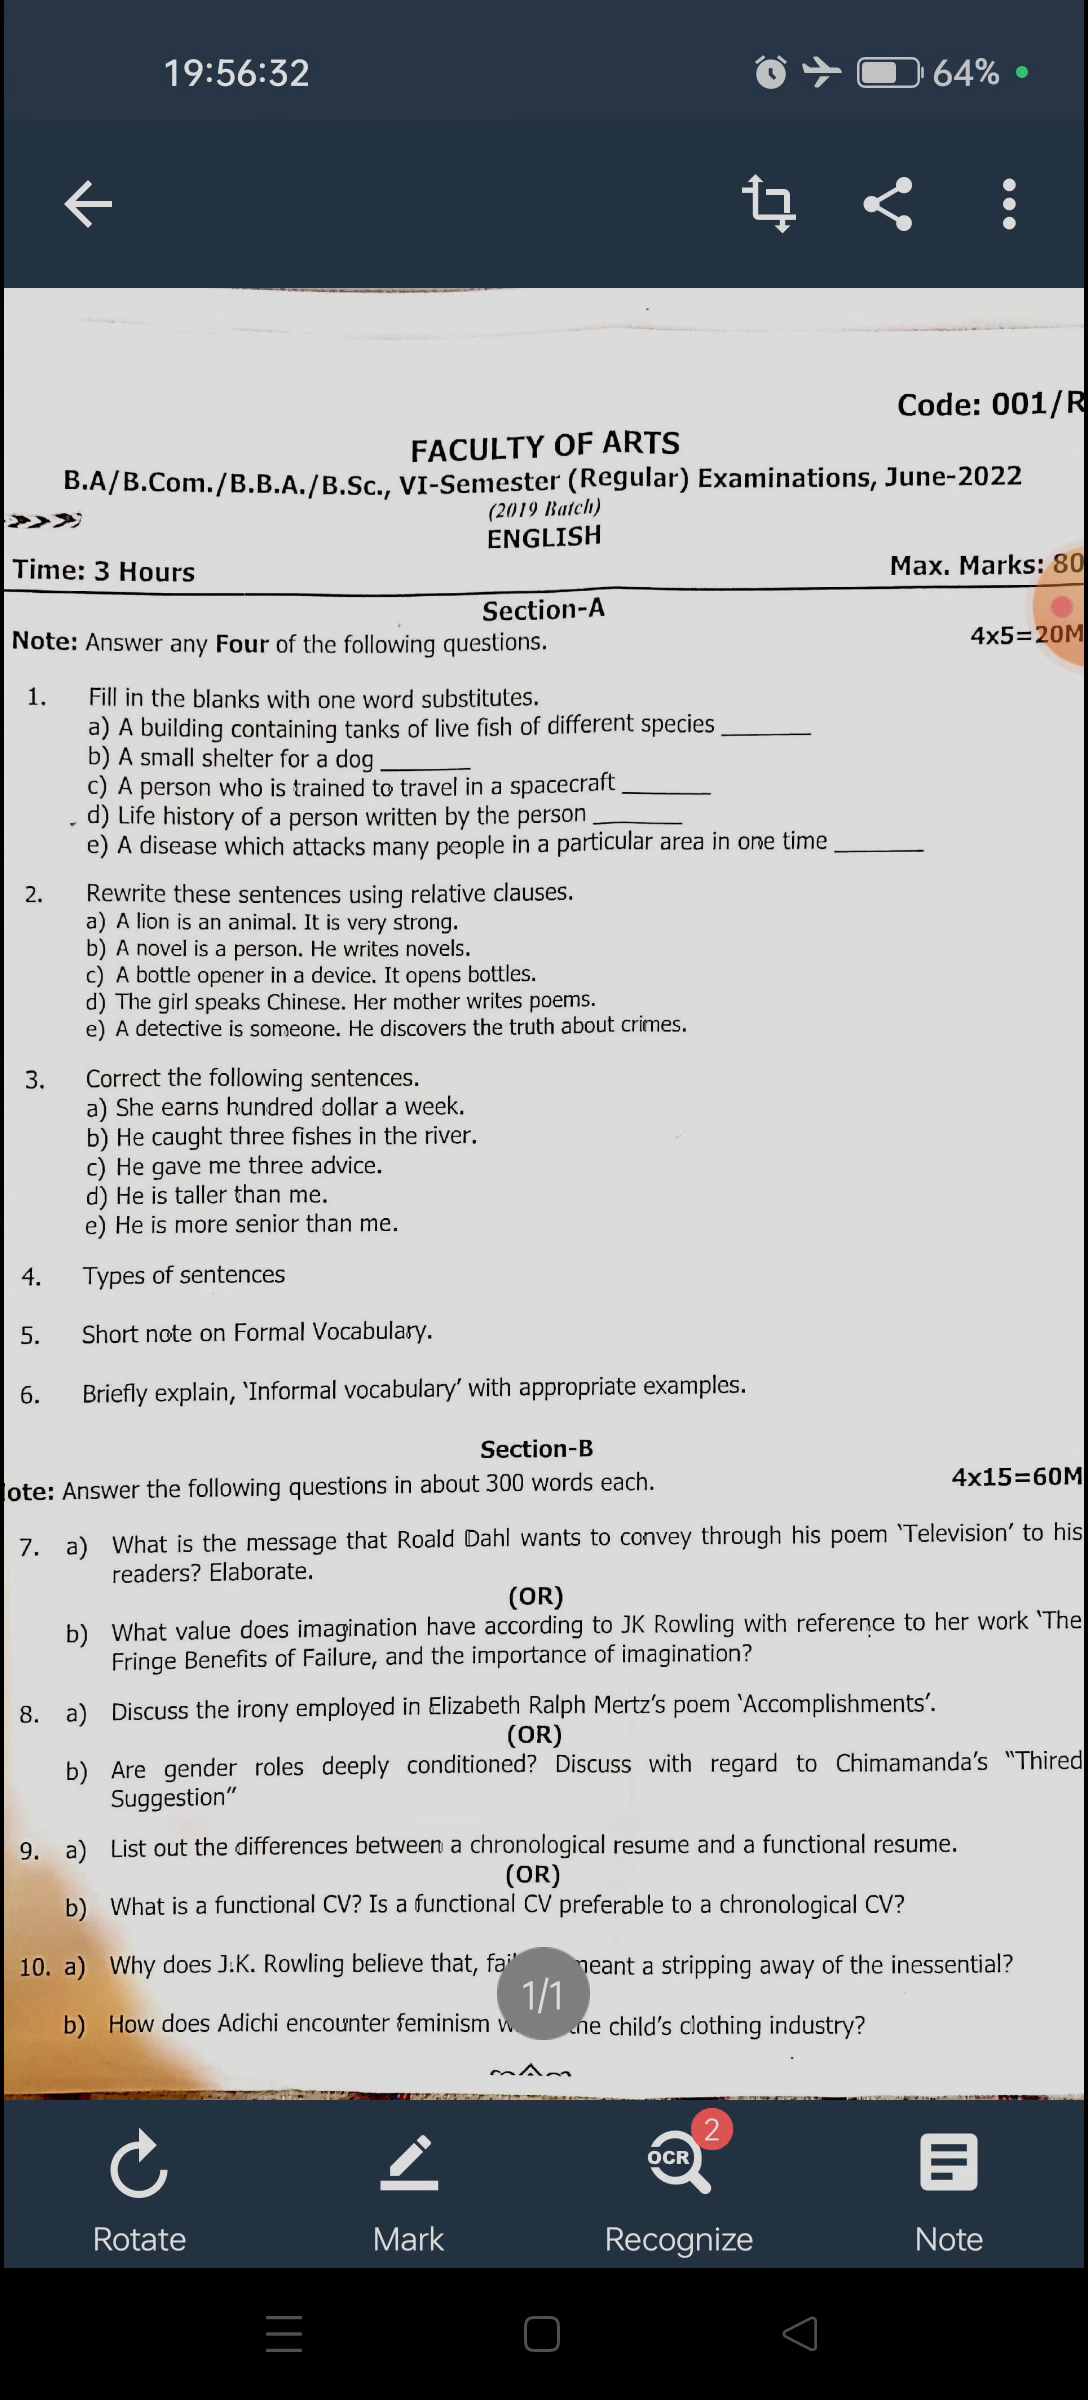 19:56:32
64%
Code: 001/R
FACULTY OF ARTS
B.A/B.Com./B.B.A./B.Sc., VI-Semester (Regular) Examinations, June-2022
(2019 Batch)
ENGLISH
Time: 3 Hours
Max. Marks: 80
Section-A
Note: Answer any Four of the following questions.
4x5=20M
1. Fill in the blanks with one word substitutes.
a) A building containing tanks of live fish of different species ________
b) A small shelter for a dog ________
c) A person who is trained to travel in a spacecraft ________
d) Life history of a person written by the person ________
e) A disease which attacks many people in a particular area in one time ________
2. Rewrite these sentences using relative clauses.
a) A lion is an animal. It is very strong.
b) A novel is a person. He writes novels.
c) A bottle opener in a device. It opens bottles.
d) The girl speaks Chinese. Her mother writes poems.
e) A detective is someone. He discovers the truth about crimes.
3. Correct the following sentences.
a) She earns hundred dollar a week.
b) He caught three fishes in the river.
c) He gave me three advice.
d) He is taller than me.
e) He is more senior than me.
4. Types of sentences
5. Short note on Formal Vocabulary.
6. Briefly explain, ‘Informal vocabulary’ with appropriate examples.
Section-B
ote: Answer the following questions in about 300 words each.
4x15=60M
7. a) What is the message that Roald Dahl wants to convey through his poem ‘Television’ to his
readers? Elaborate.
(OR)
b) What value does imagination have according to JK Rowling with reference to her work ‘The
Fringe Benefits of Failure, and the importance of imagination?
8. a) Discuss the irony employed in Elizabeth Ralph Mertz’s poem ‘Accomplishments’.
(OR)
b) Are gender roles deeply conditioned? Discuss with regard to Chimamanda’s “Thired
Suggestion”
9. a) List out the differences between a chronological resume and a functional resume.
(OR)
b) What is a functional CV? Is a functional CV preferable to a chronological CV?
10. a) Why does J.K. Rowling believe that, meant a stripping away of the inessential?
1/1
b) How does Adichi encounter feminism the child’s clothing industry?
Rotate
Mark
OCR
2
Recognize
Note